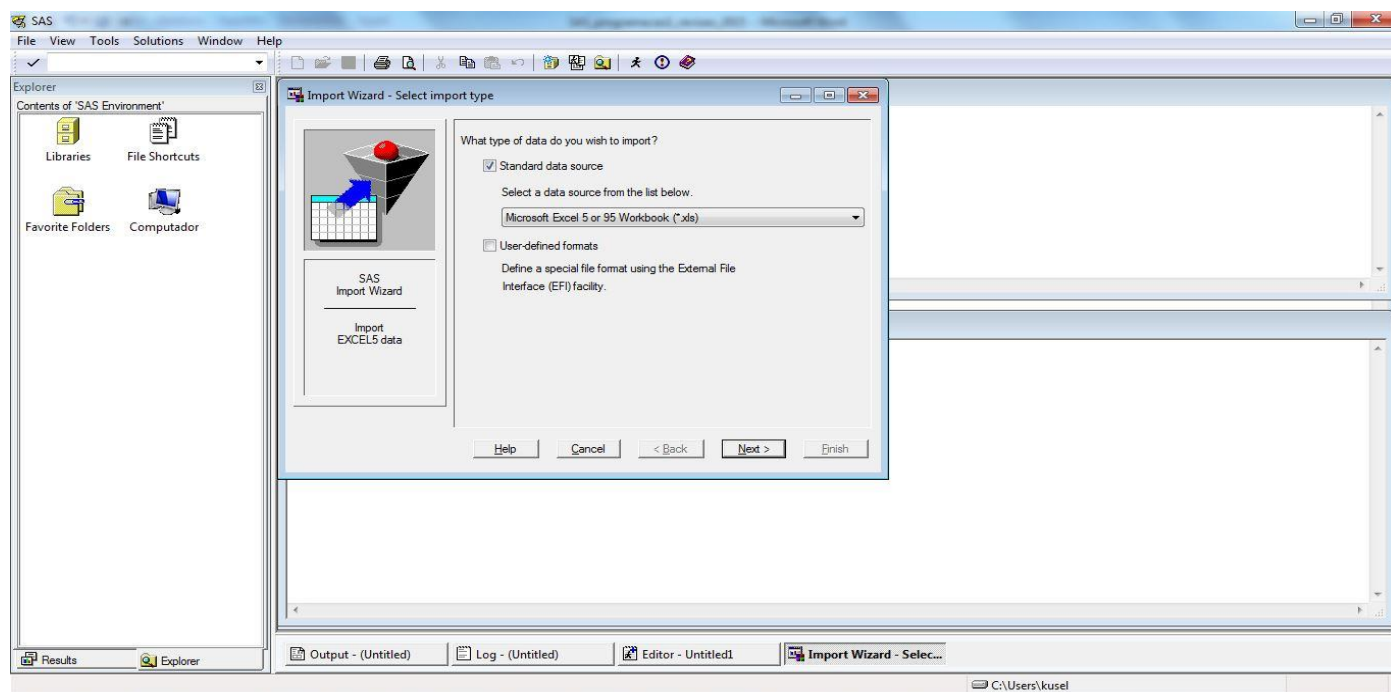 SAS
File View Tools Solutions Window Help
Explorer
Contents of 'SAS Environment'
Libraries
File Shortcuts
Favorite Folders
Computador
Import Wizard - Select import type
What type of data do you wish to import?
Standard data source
Select a data source from the list below.
Microsoft Excel 5 or 95 Workbook (*.xls)
User-defined formats
Define a special file format using the External File
Interface (EFI) facility.
SAS
Import Wizard
Import
EXCEL5 data
Help
Cancel
< Back
Next >
Finish
Results
Explorer
Output - (Untitled)
Log - (Untitled)
Editor - Untitled1
Import Wizard - Selec...
C:\Users\kusel